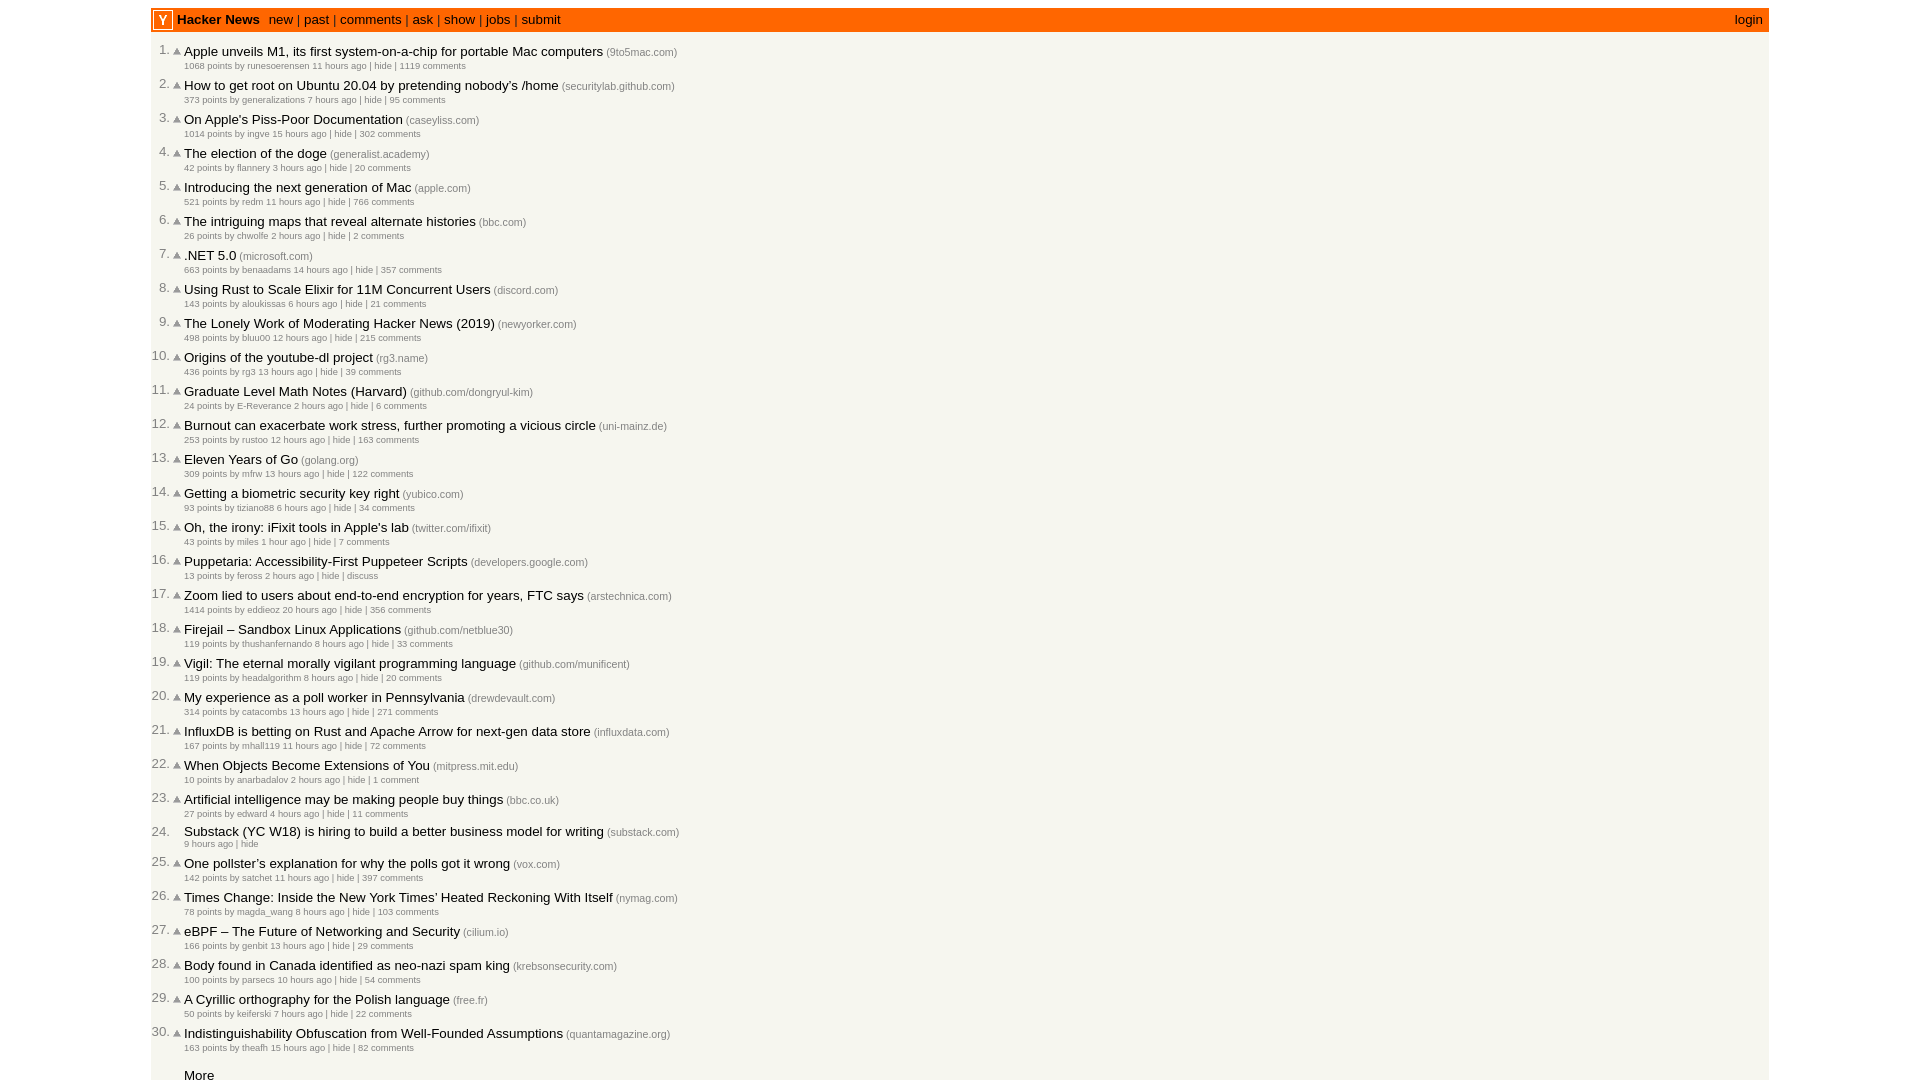 Y Hacker News new | past | comments | ask | show | jobs | submit login
1. Apple unveils M1, its first system-on-a-chip for portable Mac computers (9to5mac.com)
1068 points by runesoerensen 11 hours ago | hide | 1119 comments
2. How to get root on Ubuntu 20.04 by pretending nobody’s /home (securitylab.github.com)
373 points by generalizations 7 hours ago | hide | 95 comments
3. On Apple's Piss-Poor Documentation (caseyliss.com)
1014 points by ingve 15 hours ago | hide | 302 comments
4. The election of the doge (generalist.academy)
42 points by flannery 3 hours ago | hide | 20 comments
5. Introducing the next generation of Mac (apple.com)
521 points by redm 11 hours ago | hide | 766 comments
6. The intriguing maps that reveal alternate histories (bbc.com)
26 points by chwolfe 2 hours ago | hide | 2 comments
7. .NET 5.0 (microsoft.com)
663 points by benaadams 14 hours ago | hide | 357 comments
8. Using Rust to Scale Elixir for 11M Concurrent Users (discord.com)
143 points by aloukissas 6 hours ago | hide | 21 comments
9. The Lonely Work of Moderating Hacker News (2019) (newyorker.com)
498 points by bluu00 12 hours ago | hide | 215 comments
10. Origins of the youtube-dl project (rg3.name)
436 points by rg3 13 hours ago | hide | 39 comments
11. Graduate Level Math Notes (Harvard) (github.com/dongryul-kim)
24 points by E-Reverance 2 hours ago | hide | 6 comments
12. Burnout can exacerbate work stress, further promoting a vicious circle (uni-mainz.de)
253 points by rustoo 12 hours ago | hide | 163 comments
13. Eleven Years of Go (golang.org)
309 points by mfrw 13 hours ago | hide | 122 comments
14. Getting a biometric security key right (yubico.com)
93 points by tiziano88 6 hours ago | hide | 34 comments
15. Oh, the irony: iFixit tools in Apple's lab (twitter.com/ifixit)
43 points by miles 1 hour ago | hide | 7 comments
16. Puppetaria: Accessibility-First Puppeteer Scripts (developers.google.com)
13 points by feross 2 hours ago | hide | discuss
17. Zoom lied to users about end-to-end encryption for years, FTC says (arstechnica.com)
1414 points by eddieoz 20 hours ago | hide | 356 comments
18. Firejail – Sandbox Linux Applications (github.com/netblue30)
119 points by thushanfernando 8 hours ago | hide | 33 comments
19. Vigil: The eternal morally vigilant programming language (github.com/munificent)
119 points by headalgorithm 8 hours ago | hide | 20 comments
20. My experience as a poll worker in Pennsylvania (drewdevault.com)
314 points by catacombs 13 hours ago | hide | 271 comments
21. InfluxDB is betting on Rust and Apache Arrow for next-gen data store (influxdata.com)
167 points by mhall119 11 hours ago | hide | 72 comments
22. When Objects Become Extensions of You (mitpress.mit.edu)
10 points by anarbadalov 2 hours ago | hide | 1 comment
23. Artificial intelligence may be making people buy things (bbc.co.uk)
27 points by edward 4 hours ago | hide | 11 comments
24. Substack (YC W18) is hiring to build a better business model for writing (substack.com)
9 hours ago | hide
25. One pollster’s explanation for why the polls got it wrong (vox.com)
142 points by satchet 11 hours ago | hide | 397 comments
26. Times Change: Inside the New York Times’ Heated Reckoning With Itself (nymag.com)
78 points by magda_wang 8 hours ago | hide | 103 comments
27. eBPF – The Future of Networking and Security (cilium.io)
166 points by genbit 13 hours ago | hide | 29 comments
28. Body found in Canada identified as neo-nazi spam king (krebsonsecurity.com)
100 points by parsecs 10 hours ago | hide | 54 comments
29. A Cyrillic orthography for the Polish language (free.fr)
50 points by keiferski 7 hours ago | hide | 22 comments
30. Indistinguishability Obfuscation from Well-Founded Assumptions (quantamagazine.org)
163 points by theafh 15 hours ago | hide | 82 comments
More